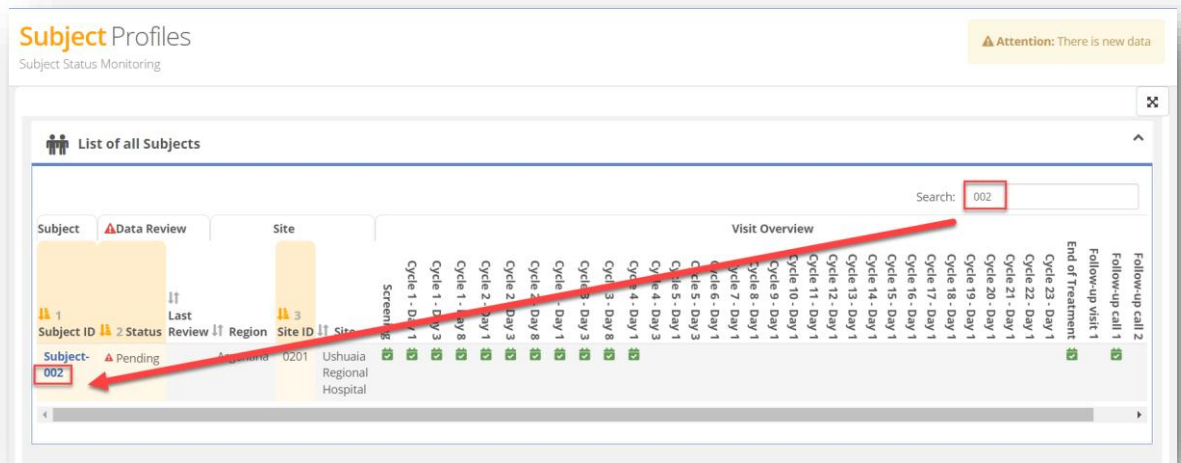 Subject Profiles
Subject Status Monitoring
Attention: There is new data
List of all Subjects
Search: 002
Subject
Data Review
Site
Visit Overview
1
Subject ID
2 Status
Last
Review
Region
3
Site ID
Site
Screening
Cycle 1 - Day 1
Cycle 1 - Day 3
Cycle 1 - Day 8
Cycle 2 - Day 1
Cycle 2 - Day 3
Cycle 2 - Day 8
Cycle 3 - Day 1
Cycle 3 - Day 3
Cycle 3 - Day 8
Cycle 4 - Day 1
Cycle 4 - Day 3
Cycle 5 - Day 1
Cycle 5 - Day 3
Cycle 6 - Day 1
Cycle 7 - Day 1
Cycle 8 - Day 1
Cycle 9 - Day 1
Cycle 10 - Day 1
Cycle 11 - Day 1
Cycle 12 - Day 1
Cycle 13 - Day 1
Cycle 14 - Day 1
Cycle 15 - Day 1
Cycle 16 - Day 1
Cycle 17 - Day 1
Cycle 18 - Day 1
Cycle 19 - Day 1
Cycle 20 - Day 1
Cycle 21 - Day 1
Cycle 22 - Day 1
Cycle 23 - Day 1
End of Treatment
Follow-up visit 1
Follow-up call 1
Follow-up call 2
Subject-
002
Pending
Argentina
0201
Ushuaia
Regional
Hospital